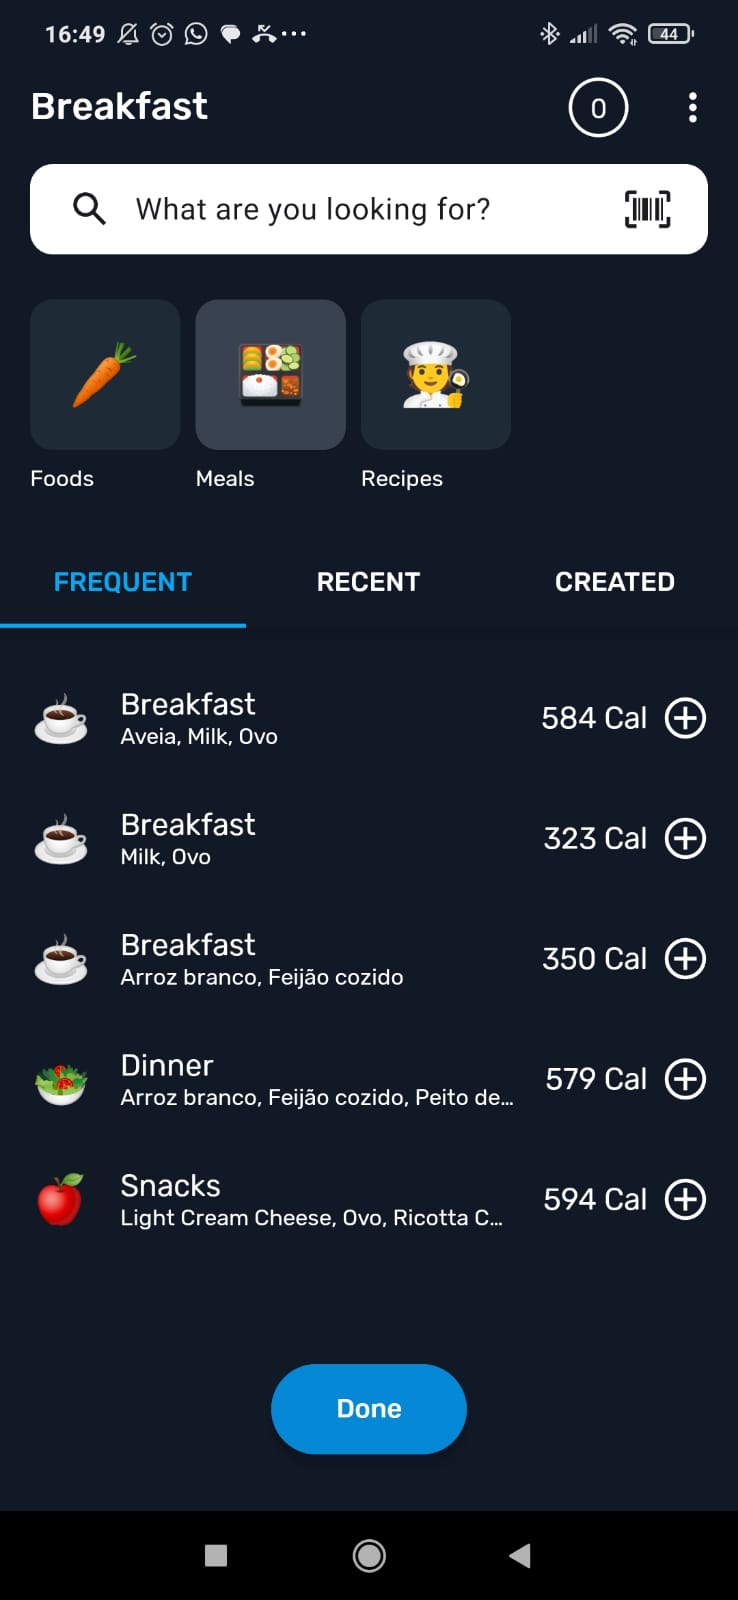 16:49
44
Breakfast
0
What are you looking for?
Foods
Meals
Recipes
FREQUENT
RECENT
CREATED
Breakfast
584 Cal
Aveia, Milk, Ovo
Breakfast
323 Cal
Milk, Ovo
Breakfast
350 Cal
Arroz branco, Feijão cozido
Dinner
579 Cal
Arroz branco, Feijão cozido, Peito de...
Snacks
594 Cal
Light Cream Cheese, Ovo, Ricotta C...
Done